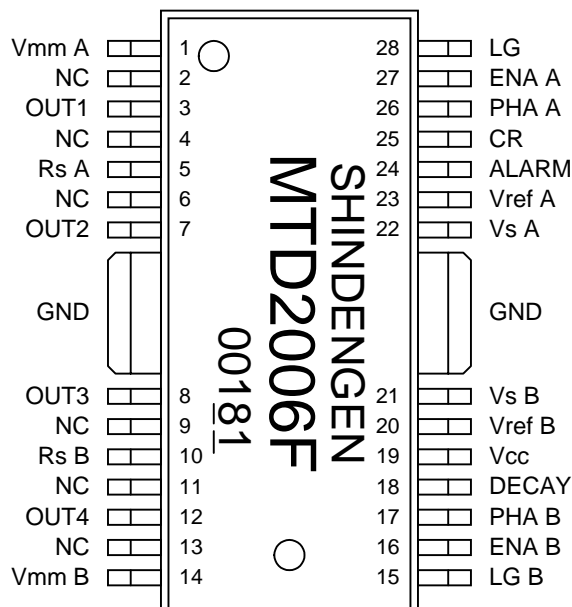 Vmm A 1 28 LG
NC 2 27 ENA A
OUT1 3 26 PHA A
NC 4 25 CR
Rs A 5 24 ALARM
NC 6 23 Vref A
OUT2 7 22 Vs A
GND GND
OUT3 8 21 Vs B
NC 9 20 Vref B
Rs B 10 19 Vcc
NC 11 18 DECAY
OUT4 12 17 PHA B
NC 13 16 ENA B
Vmm B 14 15 LG B
SHINDENGEN
MTD2006F
00181